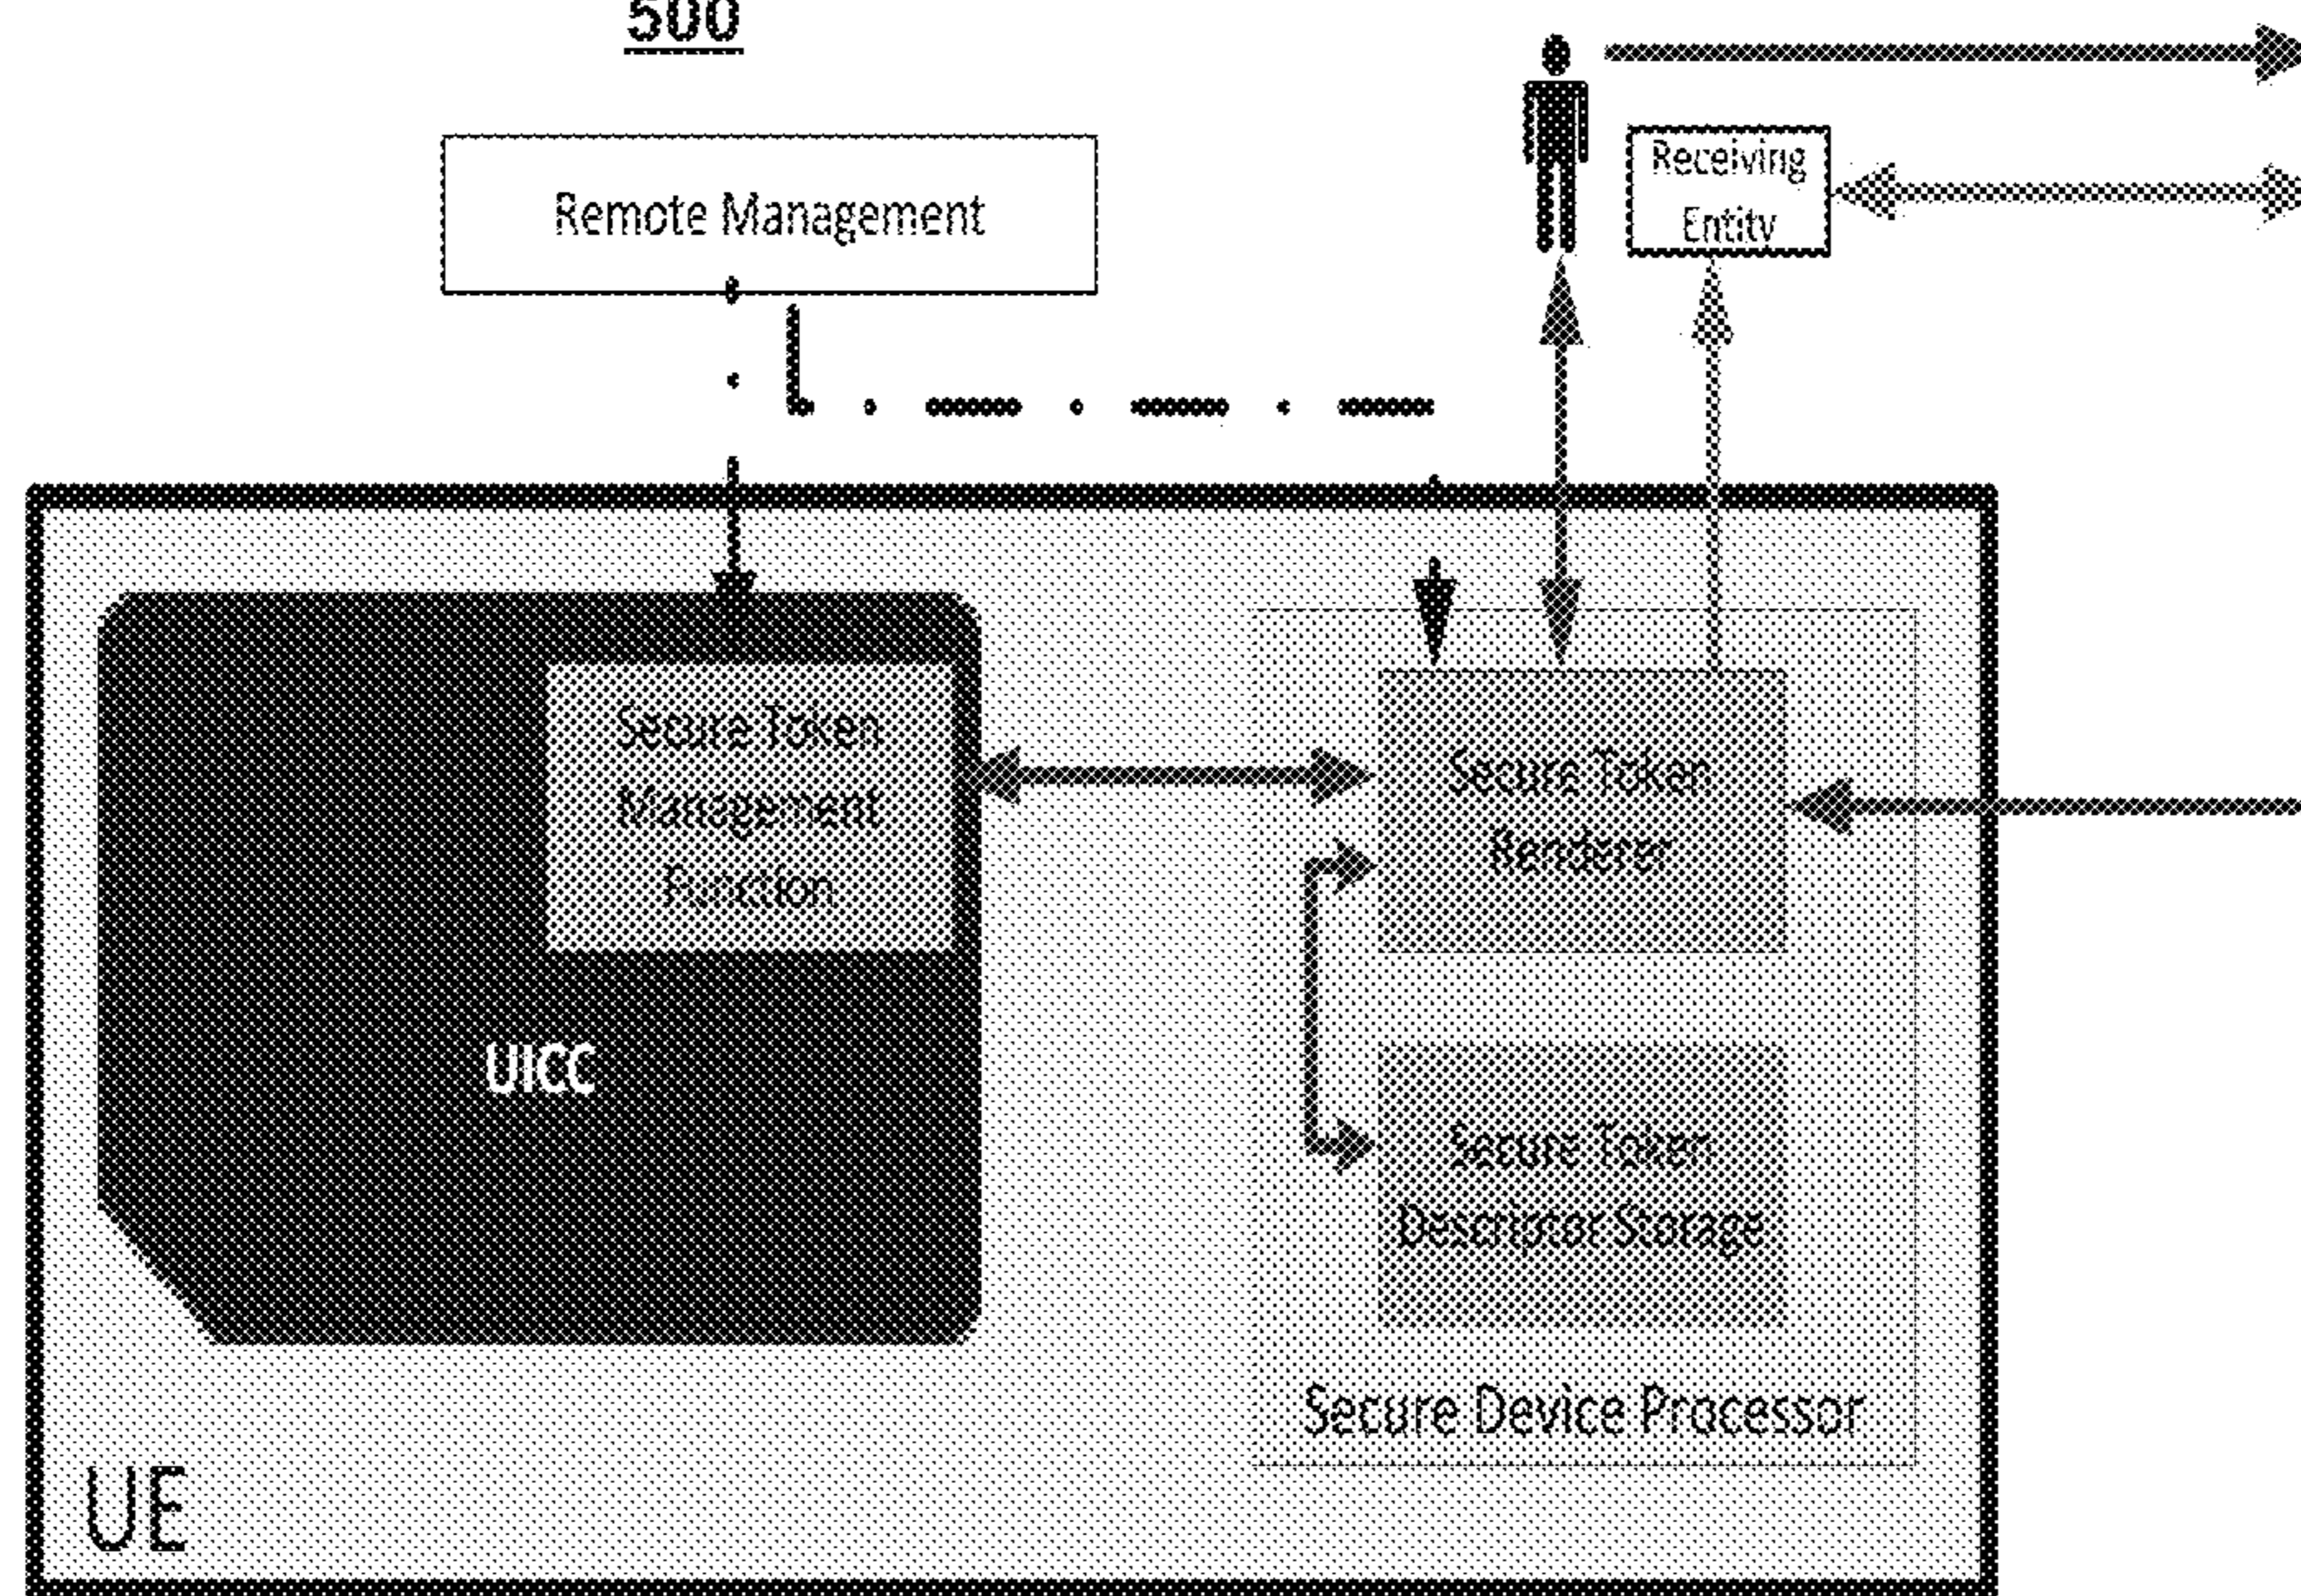 500
Remote Management
Receiving
Entity
Secure Token
Management
Function
Secure Token
Renderer
UICC
Secure Token
Descriptor Storage
Secure Device Processor
UE